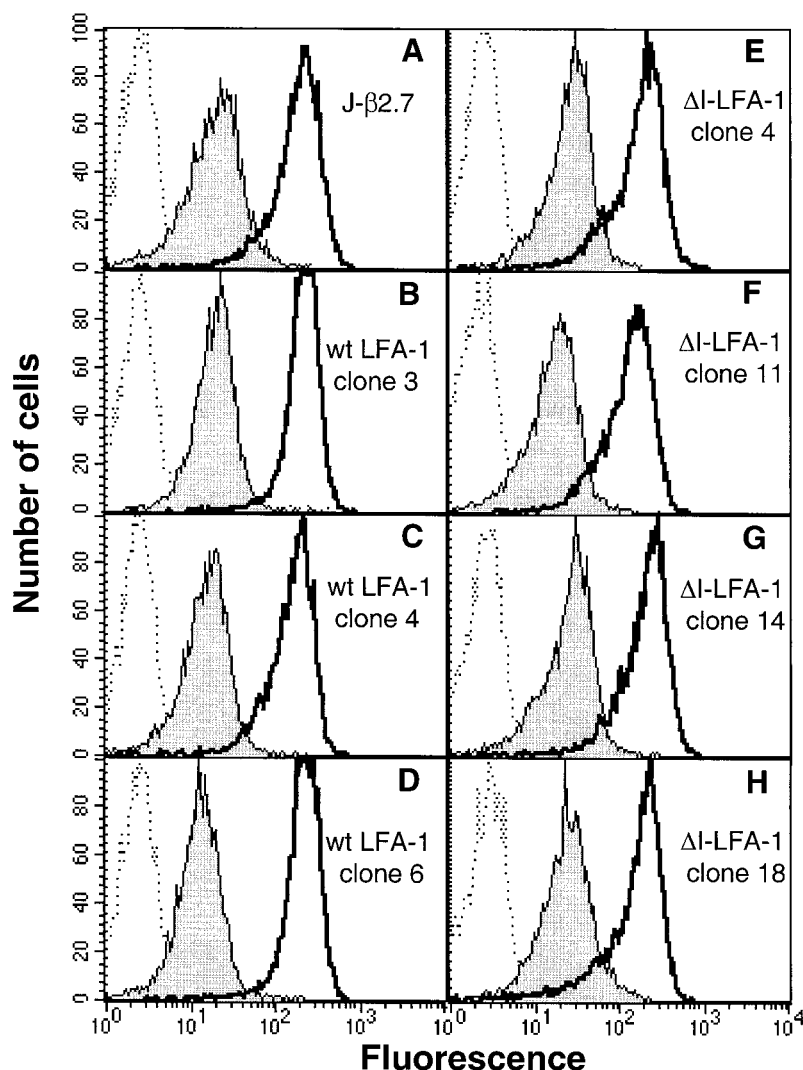 100
80
60
40
20
0
A
J-β2.7
E
ΔI-LFA-1
clone 4
80
60
40
20
0
B
wt LFA-1
clone 3
F
ΔI-LFA-1
clone 11
80
60
40
20
0
C
wt LFA-1
clone 4
G
ΔI-LFA-1
clone 14
80
60
40
20
0
D
wt LFA-1
clone 6
H
ΔI-LFA-1
clone 18
Number of cells
10⁰ 10¹ 10² 10³ 10¹ 10² 10³ 10⁴
Fluorescence